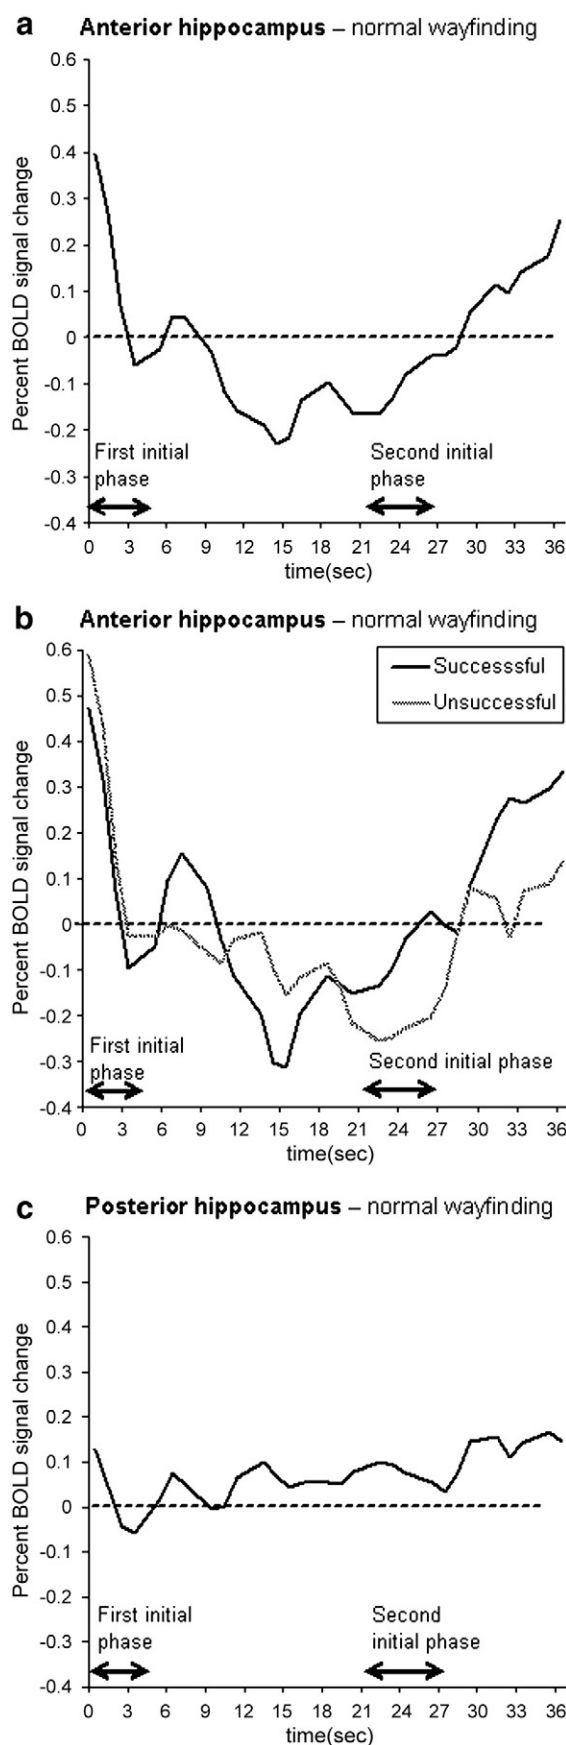 a Anterior hippocampus – normal wayfinding
Percent BOLD signal change
0.6
0.5
0.4
0.3
0.2
0.1
0
-0.1
-0.2
-0.3
-0.4
First initial
phase
Second initial
phase
0 3 6 9 12 15 18 21 24 27 30 33 36
time(sec)
b Anterior hippocampus – normal wayfinding
Percent BOLD signal change
0.6
0.5
0.4
0.3
0.2
0.1
0
-0.1
-0.2
-0.3
-0.4
Successsful
Unsuccessful
First initial
phase
Second initial phase
0 3 6 9 12 15 18 21 24 27 30 33 36
time(sec)
c Posterior hippocampus – normal wayfinding
Percent BOLD signal change
0.6
0.5
0.4
0.3
0.2
0.1
0
-0.1
-0.2
-0.3
-0.4
First initial
phase
Second
initial phase
0 3 6 9 12 15 18 21 24 27 30 33 36
time(sec)